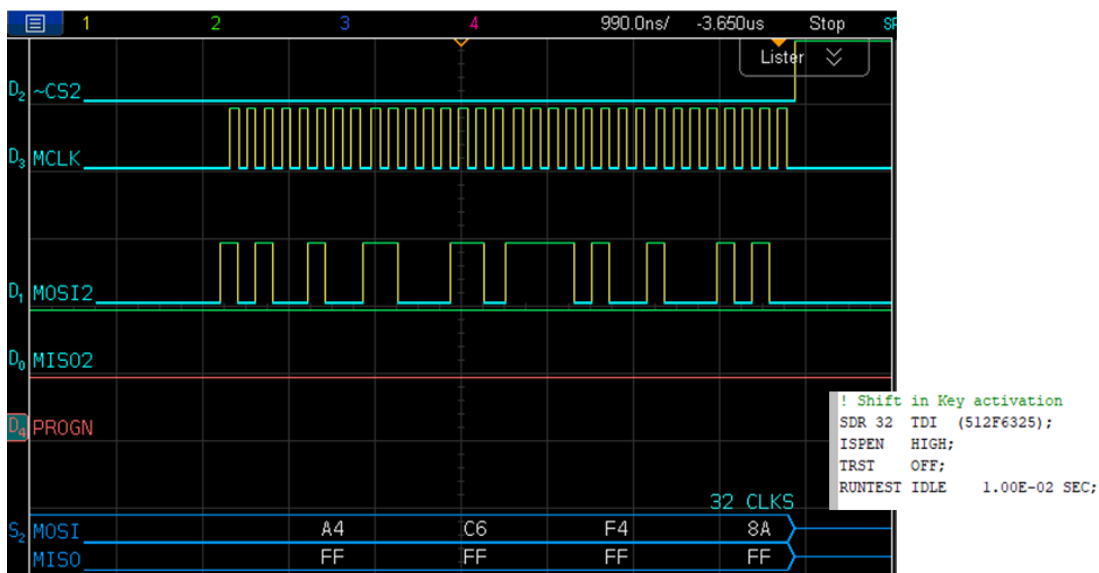 1 2 3 4 990.0ns/ -3.650us Stop
Lister
D2 ~CS2
D3 MCLK
D1 MOSI2
D0 MISO2
! Shift in Key activation
SDR 32 TDI (512F6325);
D4 PROGN
ISPEN HIGH;
TRST OFF;
RUNTEST IDLE 1.00E-02 SEC;
32 CLKS
S2 MOSI A4 C6 F4 8A
MISO FF FF FF FF